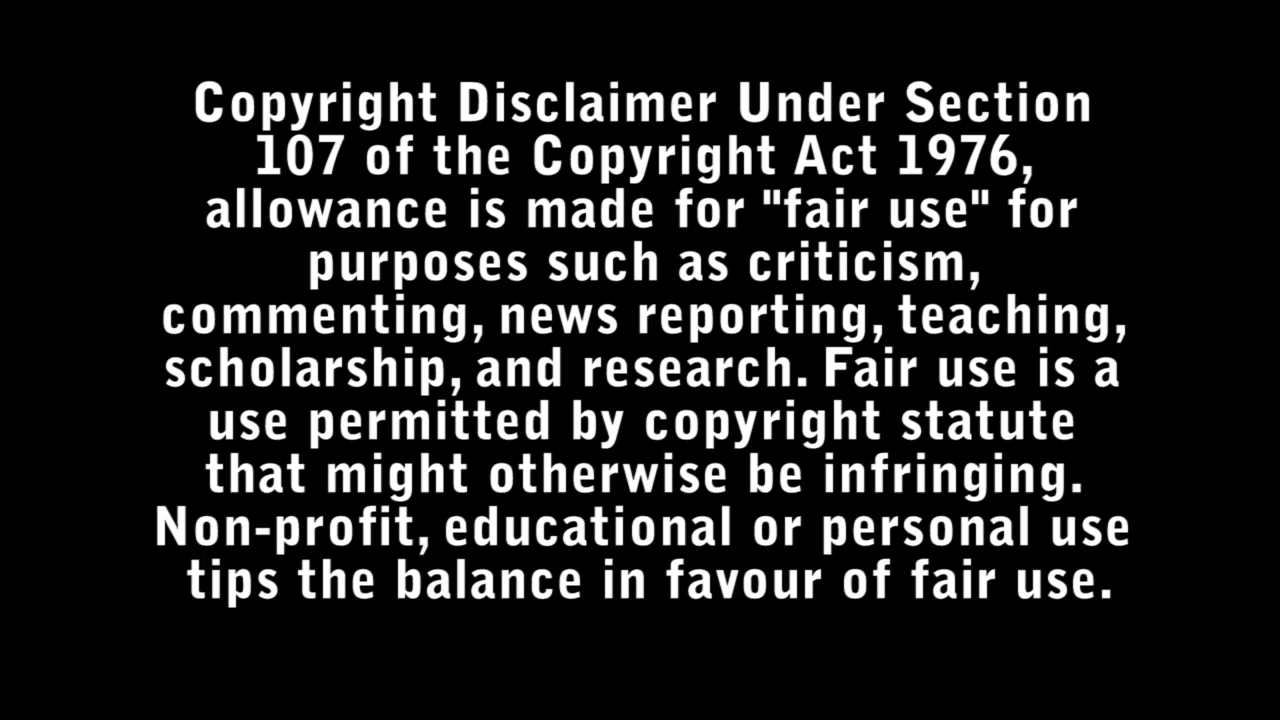 Copyright Disclaimer Under Section
107 of the Copyright Act 1976,
allowance is made for "fair use" for
purposes such as criticism,
commenting, news reporting, teaching,
scholarship, and research. Fair use is a
use permitted by copyright statute
that might otherwise be infringing.
Non-profit, educational or personal use
tips the balance in favour of fair use.